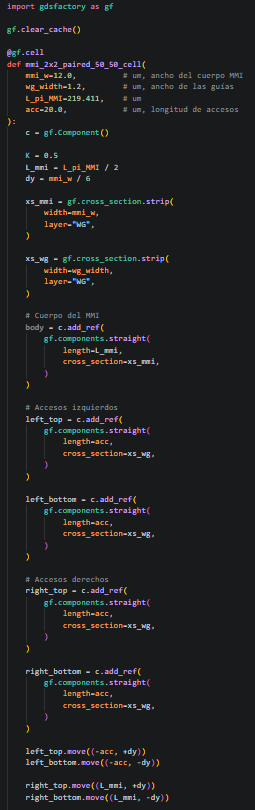 import gdsfactory as gf

gf.clear_cache()

@gf.cell
def mmi_2x2_paired_50_50_cell(
    mmi_w=12.0,          # um, ancho del cuerpo MMI
    wg_width=1.2,        # um, ancho de las guías
    L_pi_MMI=219.411,    # um
    acc=20.0,            # um, longitud de accesos
):
    c = gf.Component()

    K = 0.5
    L_mmi = L_pi_MMI / 2
    dy = mmi_w / 6

    xs_mmi = gf.cross_section.strip(
        width=mmi_w,
        layer="WG",
    )

    xs_wg = gf.cross_section.strip(
        width=wg_width,
        layer="WG",
    )

    # Cuerpo del MMI
    body = c.add_ref(
        gf.components.straight(
            length=L_mmi,
            cross_section=xs_mmi,
        )
    )

    # Accesos izquierdos
    left_top = c.add_ref(
        gf.components.straight(
            length=acc,
            cross_section=xs_wg,
        )
    )

    left_bottom = c.add_ref(
        gf.components.straight(
            length=acc,
            cross_section=xs_wg,
        )
    )

    # Accesos derechos
    right_top = c.add_ref(
        gf.components.straight(
            length=acc,
            cross_section=xs_wg,
        )
    )

    right_bottom = c.add_ref(
        gf.components.straight(
            length=acc,
            cross_section=xs_wg,
        )
    )

    left_top.move((-acc, +dy))
    left_bottom.move((-acc, -dy))

    right_top.move((L_mmi, +dy))
    right_bottom.move((L_mmi, -dy))